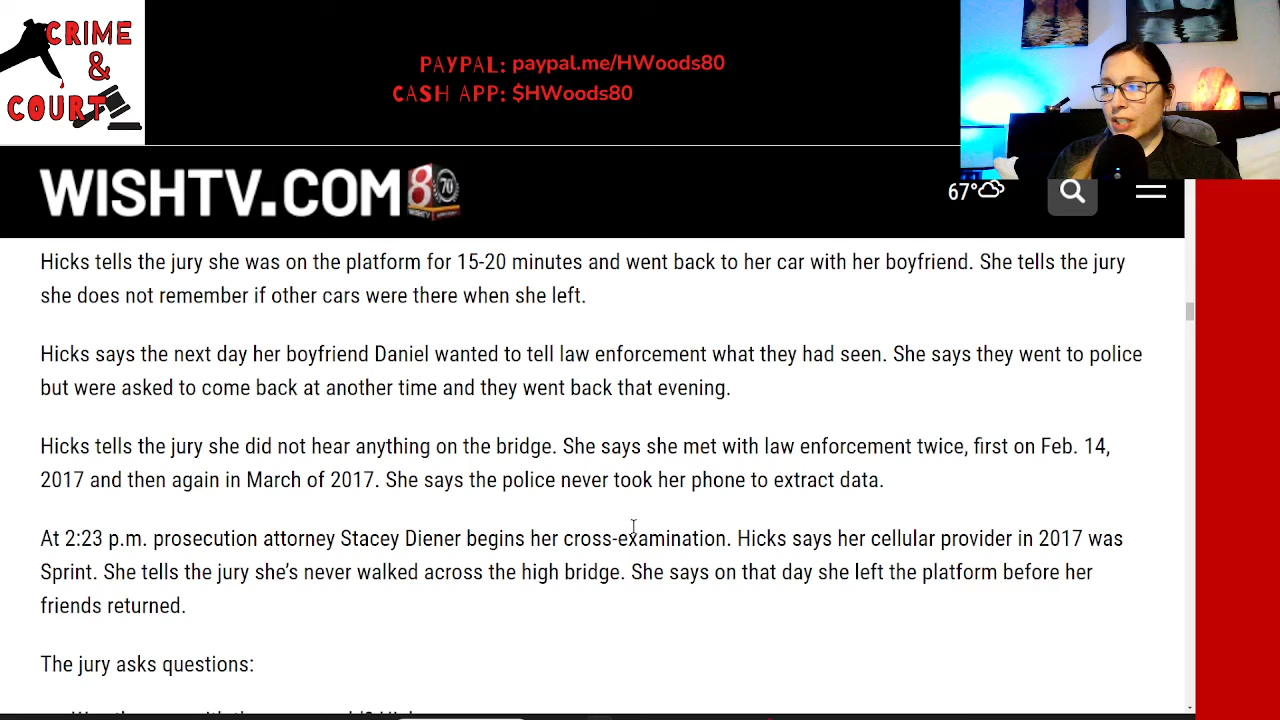 CRIME
&
COURT
PAYPAL: paypal.me/HWoods80
CASH APP: $HWoods80
WISHTV.COM 8 70
67°
Hicks tells the jury she was on the platform for 15-20 minutes and went back to her car with her boyfriend. She tells the jury
she does not remember if other cars were there when she left.
Hicks says the next day her boyfriend Daniel wanted to tell law enforcement what they had seen. She says they went to police
but were asked to come back at another time and they went back that evening.
Hicks tells the jury she did not hear anything on the bridge. She says she met with law enforcement twice, first on Feb. 14,
2017 and then again in March of 2017. She says the police never took her phone to extract data.
At 2:23 p.m. prosecution attorney Stacey Diener begins her cross-examination. Hicks says her cellular provider in 2017 was
Sprint. She tells the jury she's never walked across the high bridge. She says on that day she left the platform before her
friends returned.
The jury asks questions: